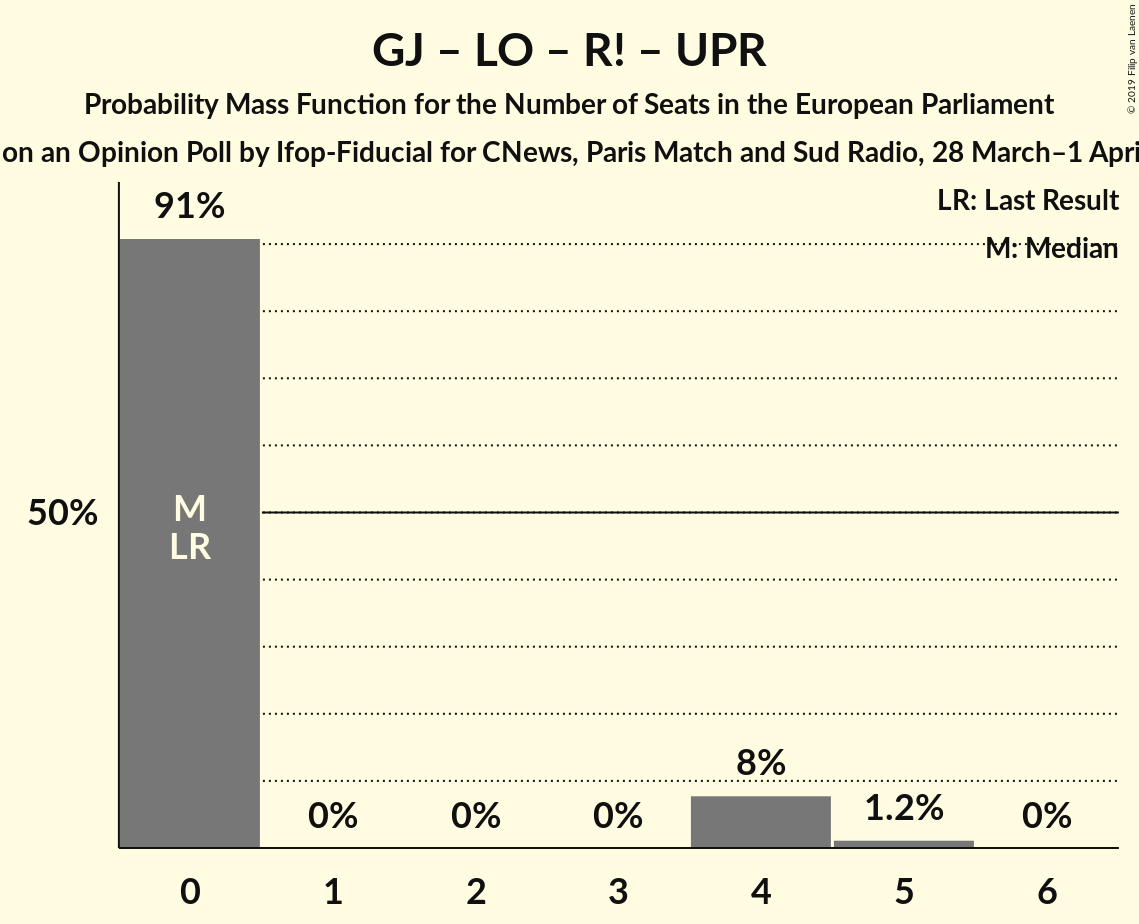 GJ – LO – R! – UPR
Probability Mass Function for the Number of Seats in the European Parliament
on an Opinion Poll by Ifop-Fiducial for CNews, Paris Match and Sud Radio, 28 March–1 Apri
© 2019 Filip van Laenen
LR: Last Result
M: Median
91%
50%
M
LR
0%
0%
0%
8%
1.2%
0%
0
1
2
3
4
5
6